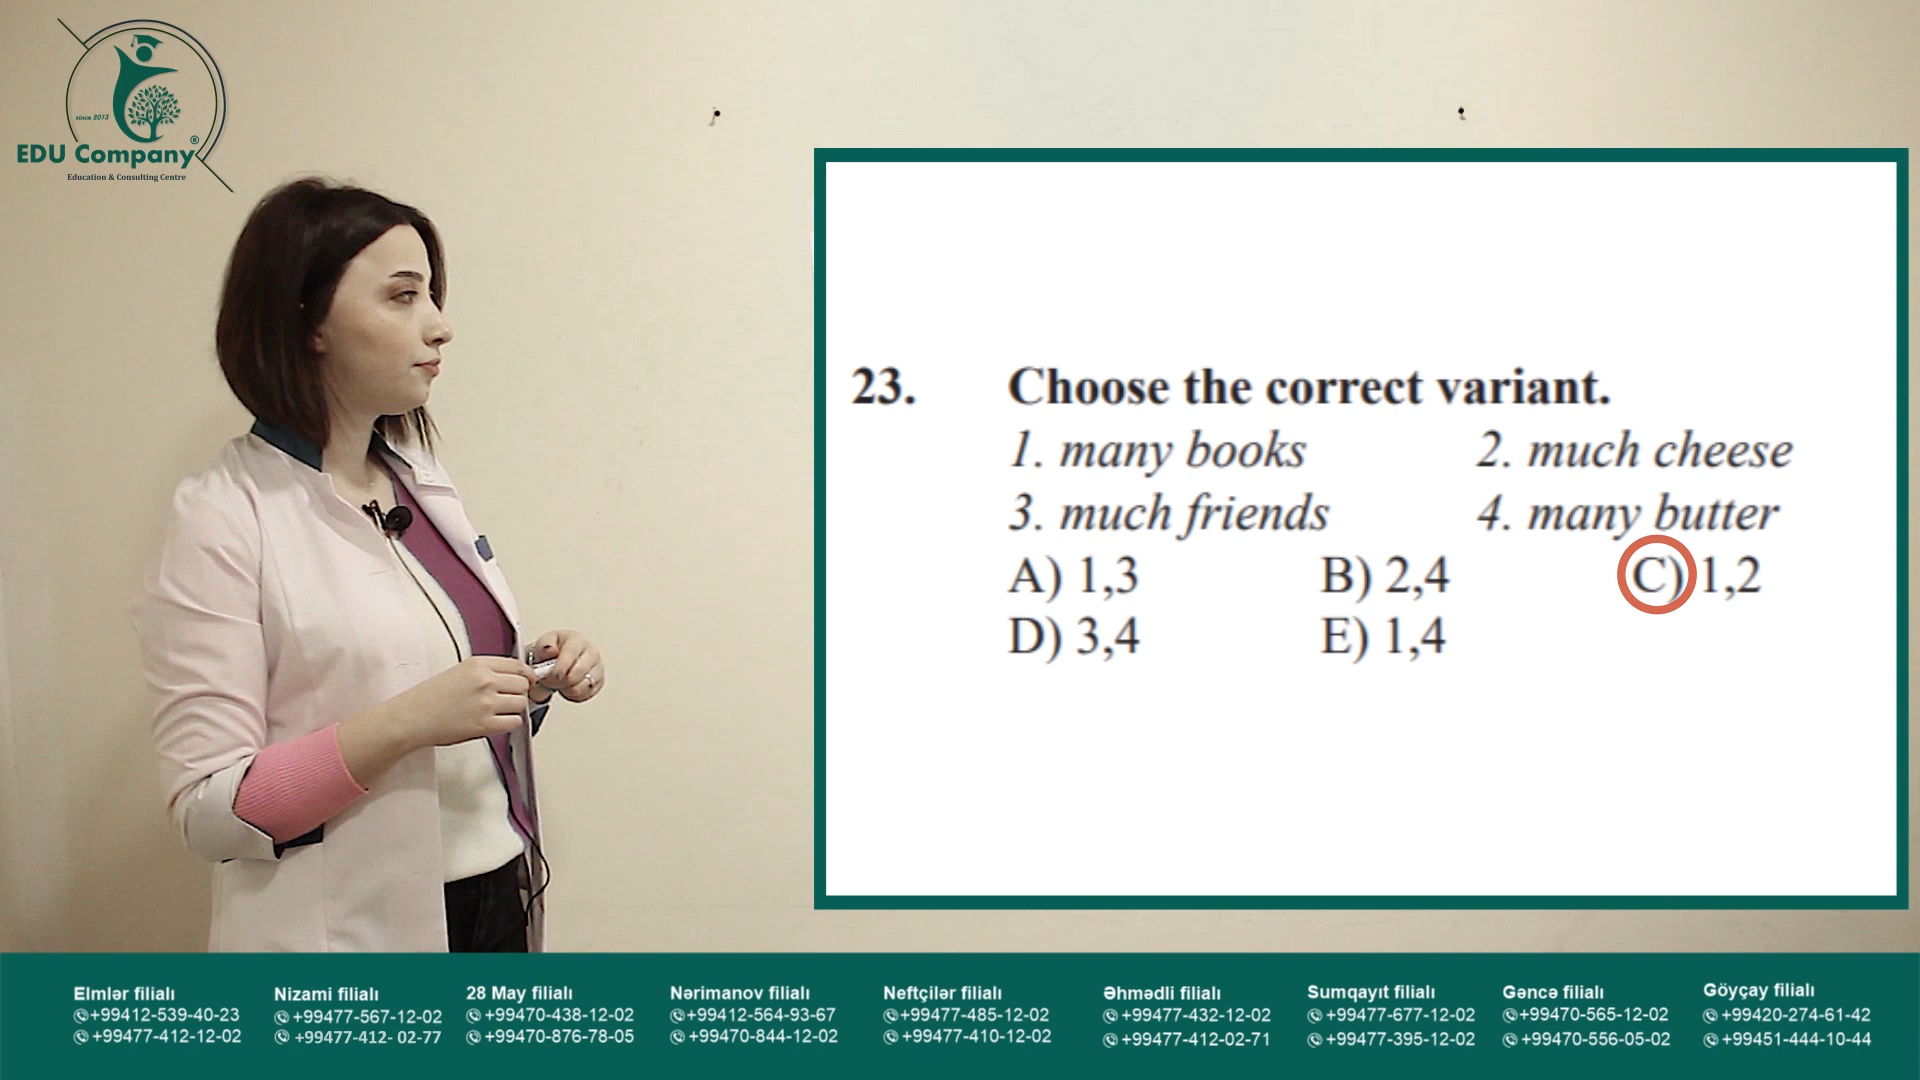 since 2073
EDU Company®
Education & Consulting Centre
23. Choose the correct variant.
1. many books 2. much cheese
3. much friends 4. many butter
A) 1,3 B) 2,4 C) 1,2
D) 3,4 E) 1,4
Elmlər filialı
+99412-539-40-23
+99477-412-12-02
Nizami filialı
+99477-567-12-02
+99477-412- 02-77
28 May filialı
+99470-438-12-02
+99470-876-78-05
Nərimanov filialı
+99412-564-93-67
+99470-844-12-02
Neftçilər filialı
+99477-485-12-02
+99477-410-12-02
Əhmədli filialı
+99477-432-12-02
+99477-412-02-71
Sumqayıt filialı
+99477-677-12-02
+99477-395-12-02
Gəncə filialı
+99470-565-12-02
+99470-556-05-02
Göyçay filialı
+99420-274-61-42
+99451-444-10-44